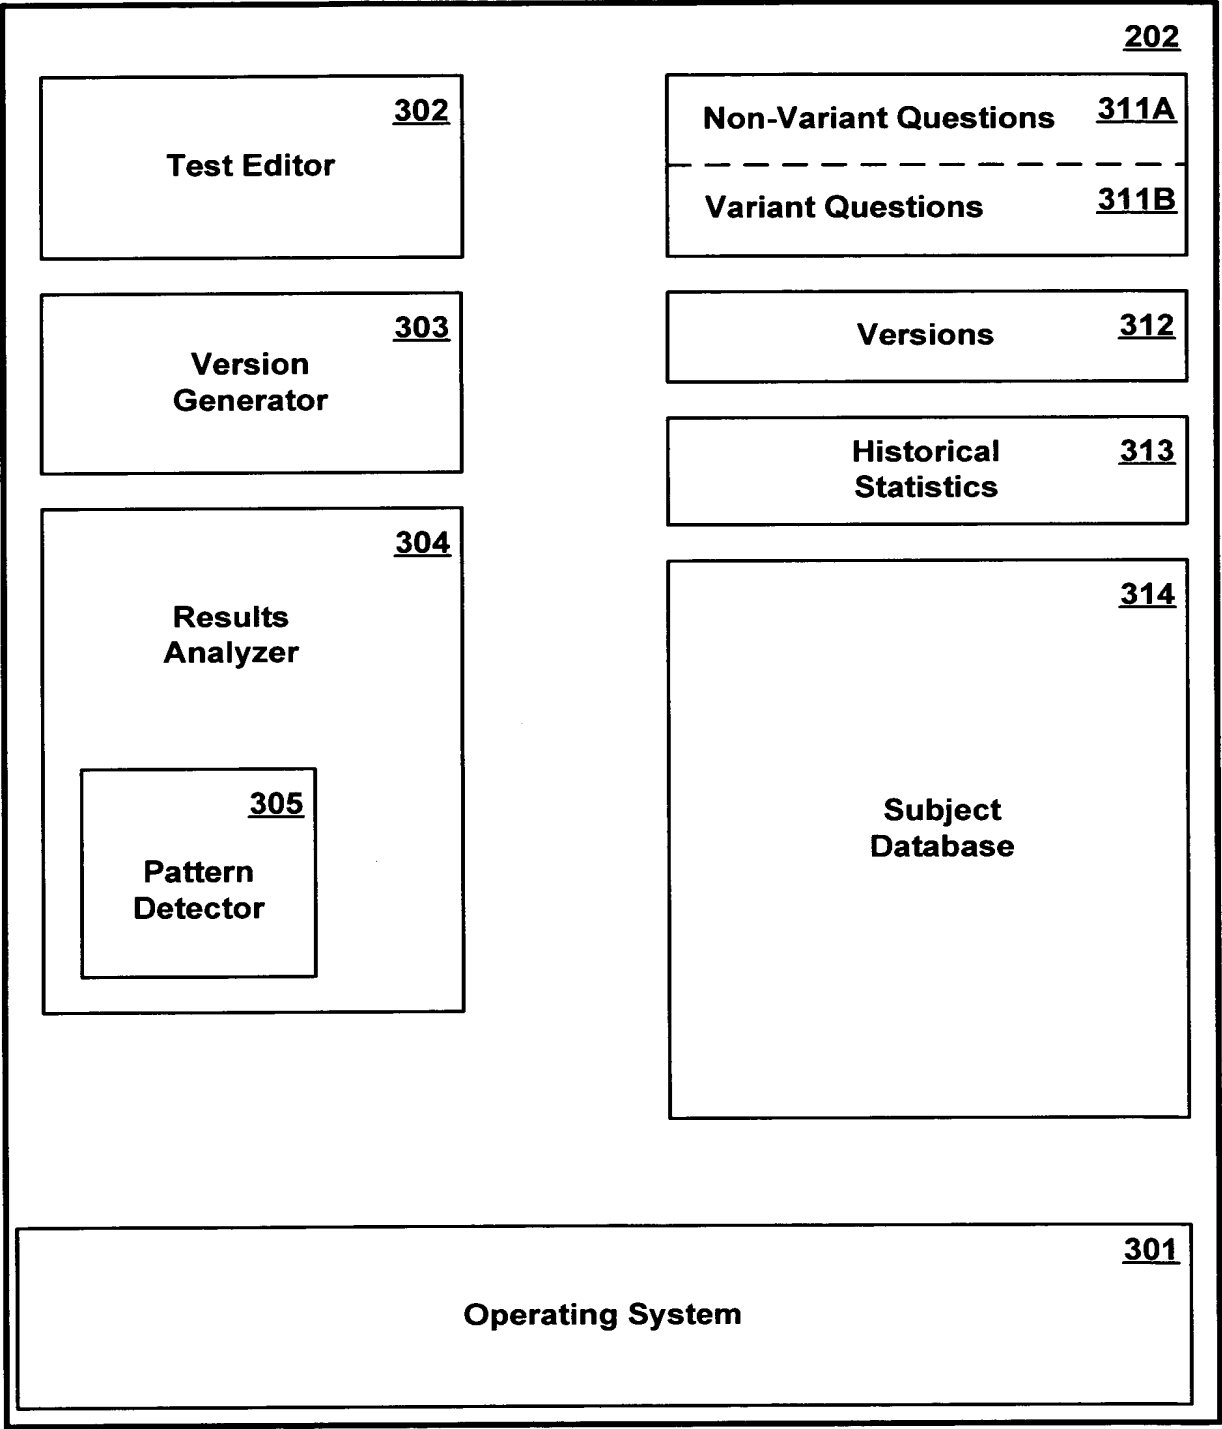 202
302
Test Editor
303
Version
Generator
304
Results
Analyzer
305
Pattern
Detector
Non-Variant Questions 311A
Variant Questions 311B
Versions 312
Historical 313
Statistics
314
Subject
Database
301
Operating System